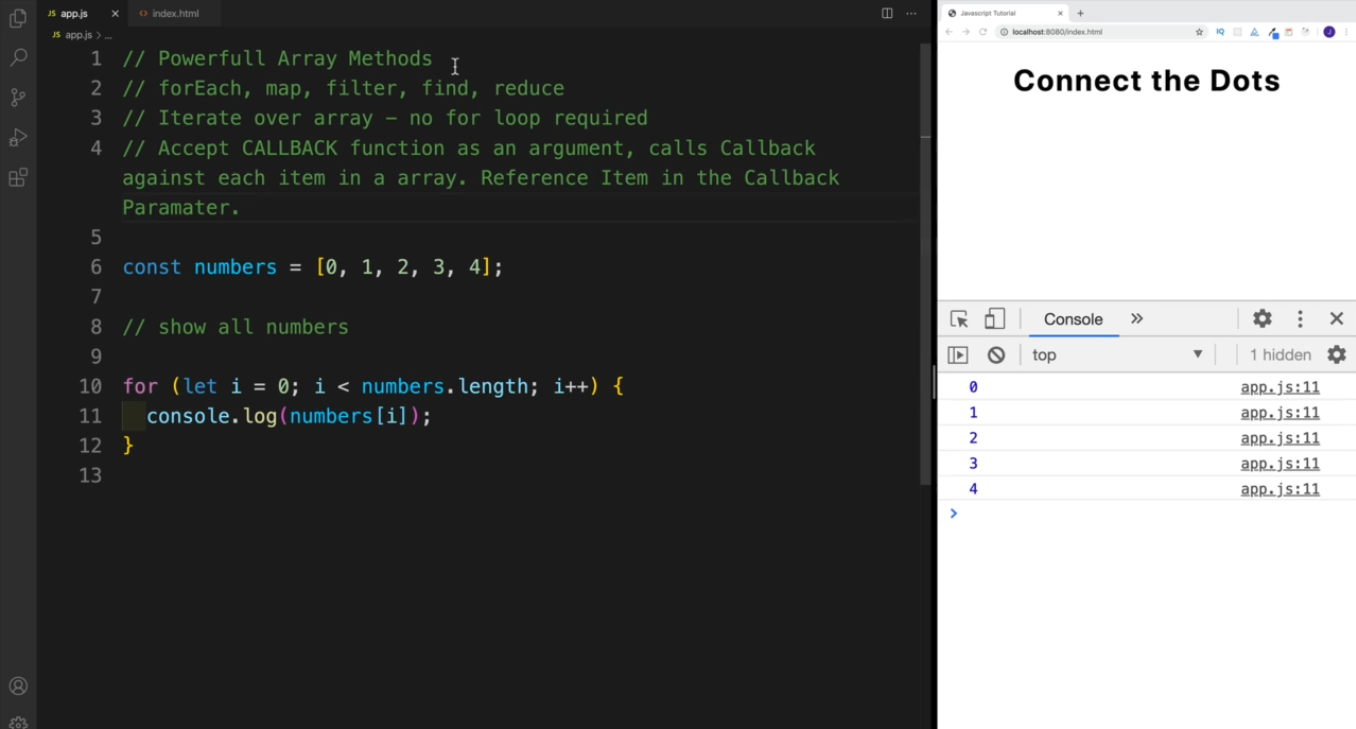 app.js
index.html
app.js > ...
1 // Powerfull Array Methods
2 // forEach, map, filter, find, reduce
3 // Iterate over array – no for loop required
4 // Accept CALLBACK function as an argument, calls Callback
against each item in a array. Reference Item in the Callback
Paramater.
5
6 const numbers = [0, 1, 2, 3, 4];
7
8 // show all numbers
9
10 for (let i = 0; i < numbers.length; i++) {
11 console.log(numbers[i]);
12 }
13
Javascript Tutorial
localhost:8080/index.html
Connect the Dots
Console
top 1 hidden
0 app.js:11
1 app.js:11
2 app.js:11
3 app.js:11
4 app.js:11